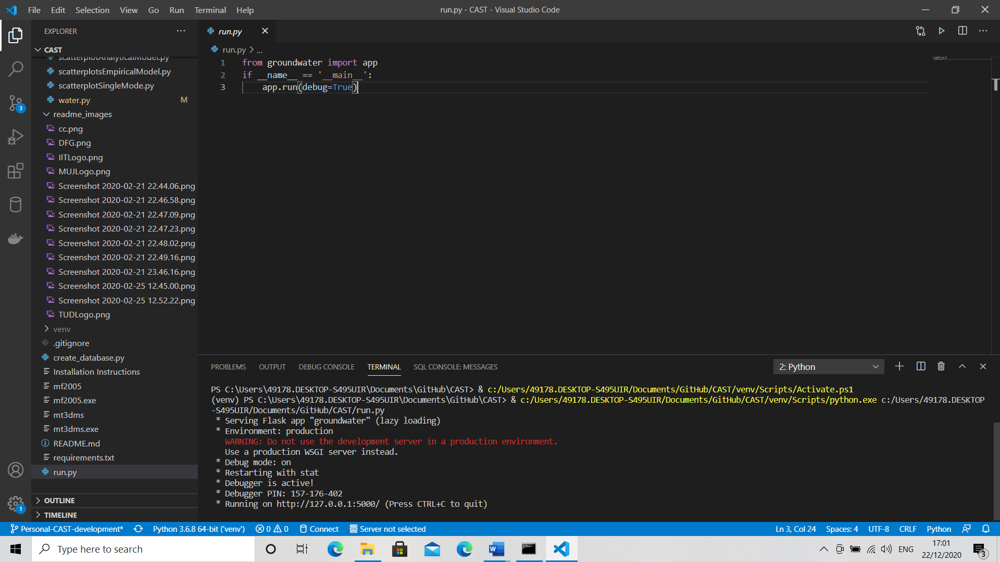 File Edit Selection View Go Run Terminal Help
run.py - CAST - Visual Studio Code
EXPLORER
CAST
scatterplotAnalyticalModel.py
scatterplotsEmpiricalModel.py
scatterplotSingleMode.py
water.py M
readme_images
cc.png
DFG.png
IITLogo.png
MUJLogo.png
Screenshot 2020-02-21 22.44.06.png
Screenshot 2020-02-21 22.46.58.png
Screenshot 2020-02-21 22.47.09.png
Screenshot 2020-02-21 22.47.23.png
Screenshot 2020-02-21 22.48.02.png
Screenshot 2020-02-21 22.49.16.png
Screenshot 2020-02-21 23.46.16.png
Screenshot 2020-02-25 12.45.00.png
Screenshot 2020-02-25 12.52.22.png
TUDLogo.png
venv
.gitignore
create_database.py
Installation Instructions
mf2005
mf2005.exe
mt3dms
mt3dms.exe
README.md
requirements.txt
run.py
OUTLINE
TIMELINE
3
1
run.py
run.py > ...
1 from groundwater import app
2 if __name__ == '__main__':
3 app.run(debug=True)
PROBLEMS OUTPUT DEBUG CONSOLE TERMINAL SQL CONSOLE: MESSAGES
2: Python
PS C:\Users\49178.DESKTOP-S495UIR\Documents\GitHub\CAST> & c:/Users/49178.DESKTOP-S495UIR/Documents/GitHub/CAST/venv/Scripts/Activate.ps1
(venv) PS C:\Users\49178.DESKTOP-S495UIR\Documents\GitHub\CAST> & c:/Users/49178.DESKTOP-S495UIR/Documents/GitHub/CAST/venv/Scripts/python.exe c:/Users/49178.DESKTOP
-S495UIR/Documents/GitHub/CAST/run.py
* Serving Flask app "groundwater" (lazy loading)
* Environment: production
WARNING: Do not use the development server in a production environment.
Use a production WSGI server instead.
* Debug mode: on
* Restarting with stat
* Debugger is active!
* Debugger PIN: 157-176-402
* Running on http://127.0.0.1:5000/ (Press CTRL+C to quit)
Personal-CAST-development* Python 3.6.8 64-bit ('venv') 0 0 Connect Server not selected Ln 3, Col 24 Spaces: 4 UTF-8 CRLF Python
Type here to search
W
ENG
17:01
22/12/2020
3